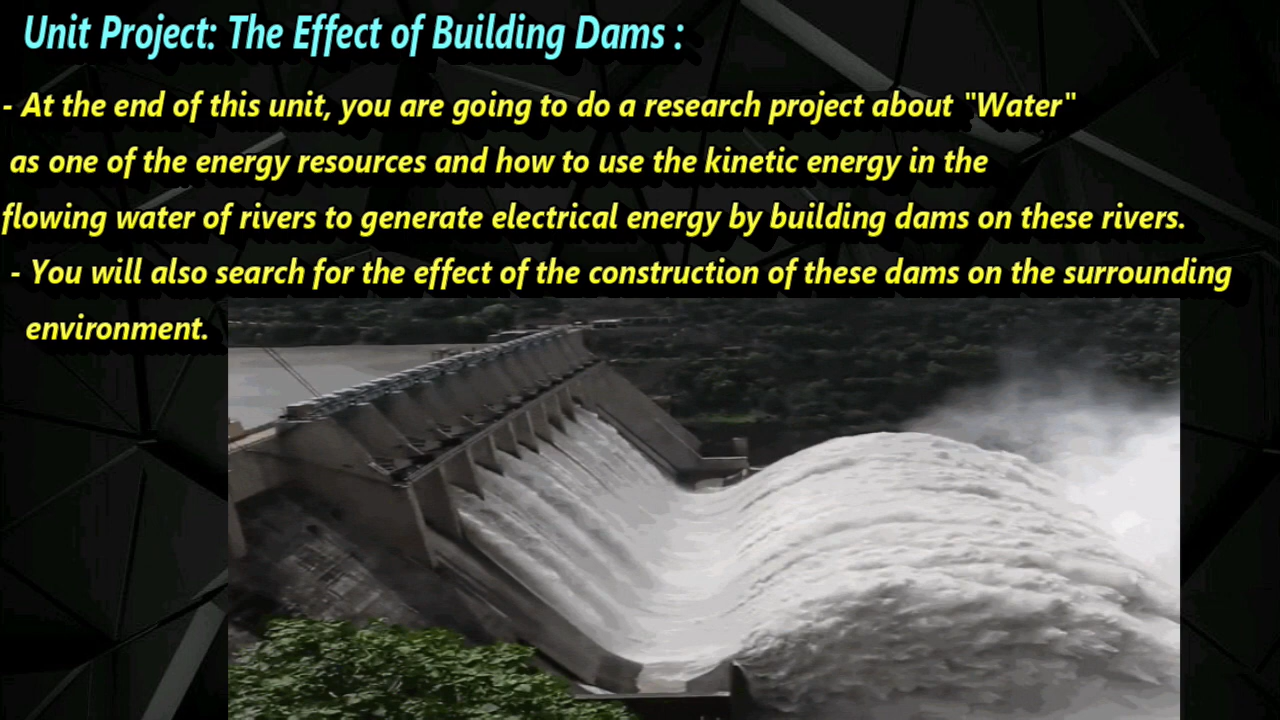 Unit Project: The Effect of Building Dams :
- At the end of this unit, you are going to do a research project about "Water"
as one of the energy resources and how to use the kinetic energy in the
flowing water of rivers to generate electrical energy by building dams on these rivers.
- You will also search for the effect of the construction of these dams on the surrounding
environment.